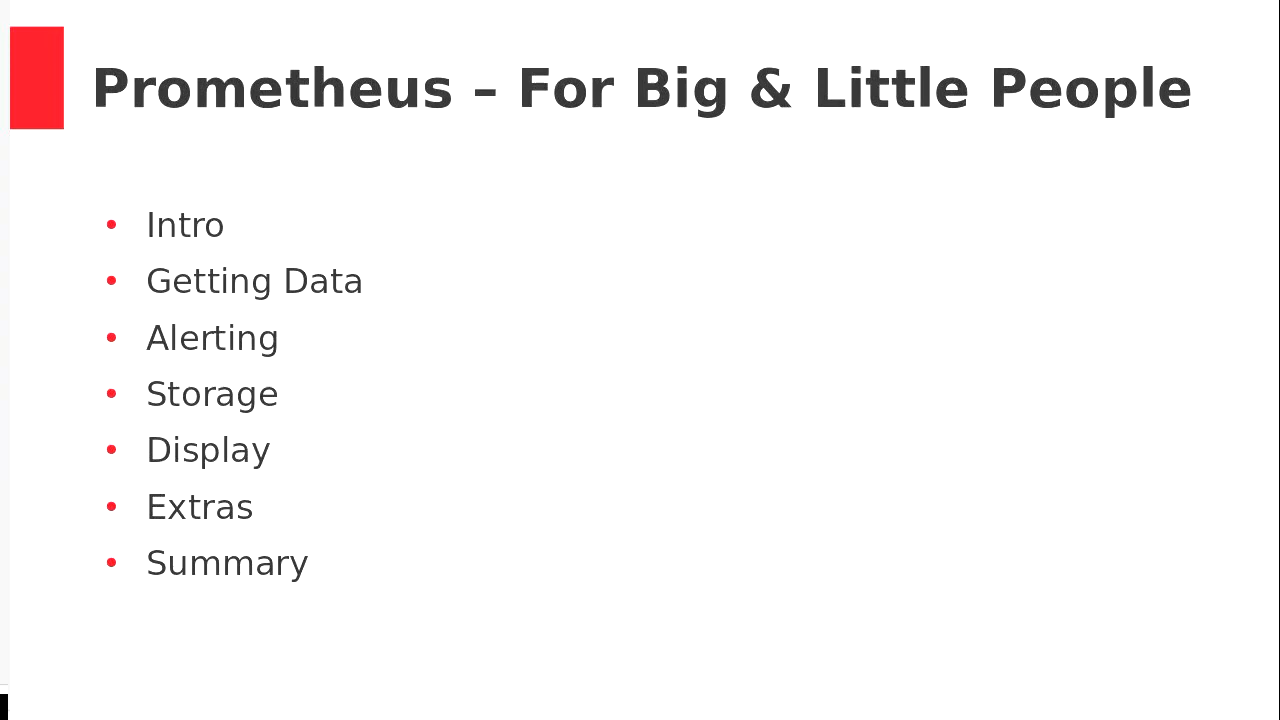 Prometheus – For Big & Little People
• Intro
• Getting Data
• Alerting
• Storage
• Display
• Extras
• Summary